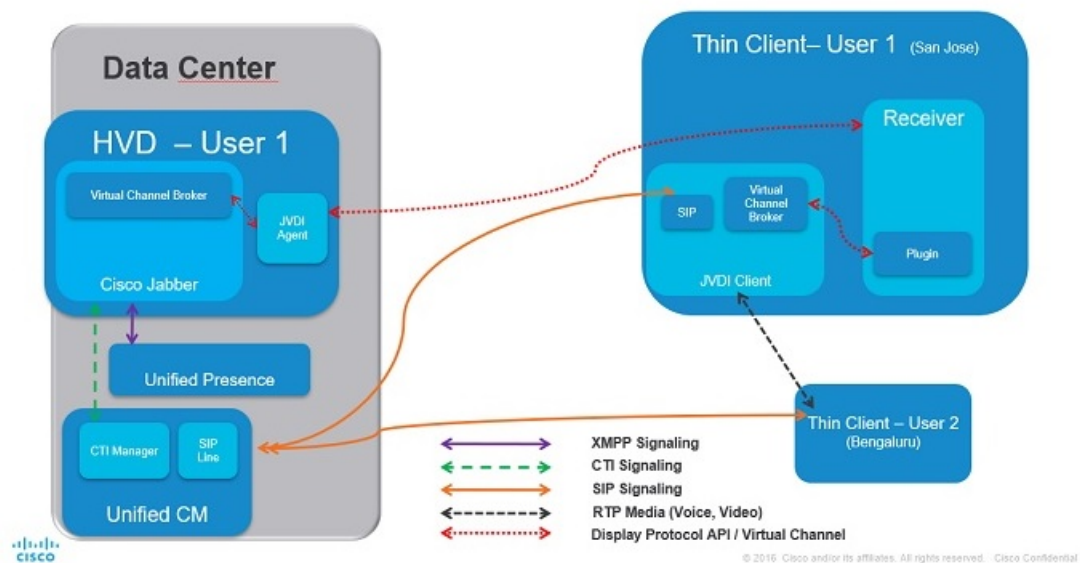 Data Center
HVD – User 1
Virtual Channel Broker
JVDI
Agent
Cisco Jabber
Unified Presence
CTI Manager
SIP
Line
Unified CM
Thin Client– User 1 (San Jose)
Receiver
SIP
Virtual
Channel
Broker
Plugin
JVDI Client
Thin Client – User 2
(Bengaluru)
XMPP Signaling
CTI Signaling
SIP Signaling
RTP Media (Voice, Video)
Display Protocol API / Virtual Channel
CISCO
© 2016 Cisco and/or its affiliates. All rights reserved. Cisco Confidential